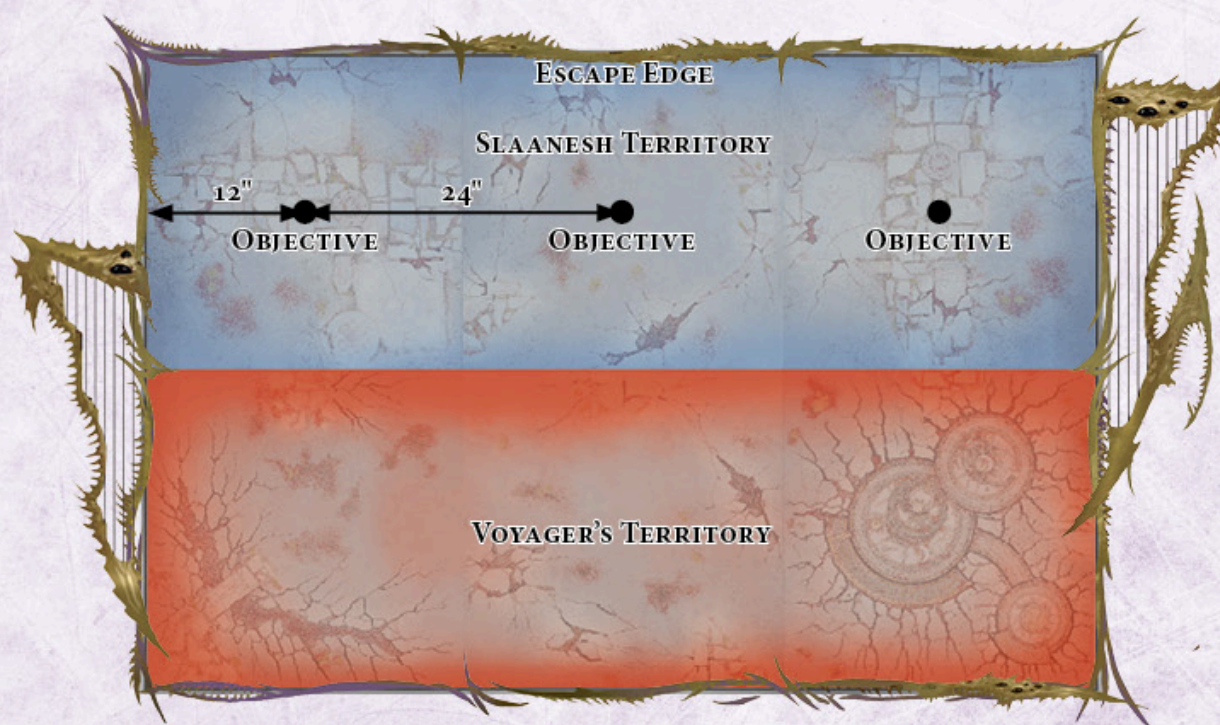 Escape Edge
Slaanesh Territory
12" 24"
Objective Objective Objective
Voyager's Territory